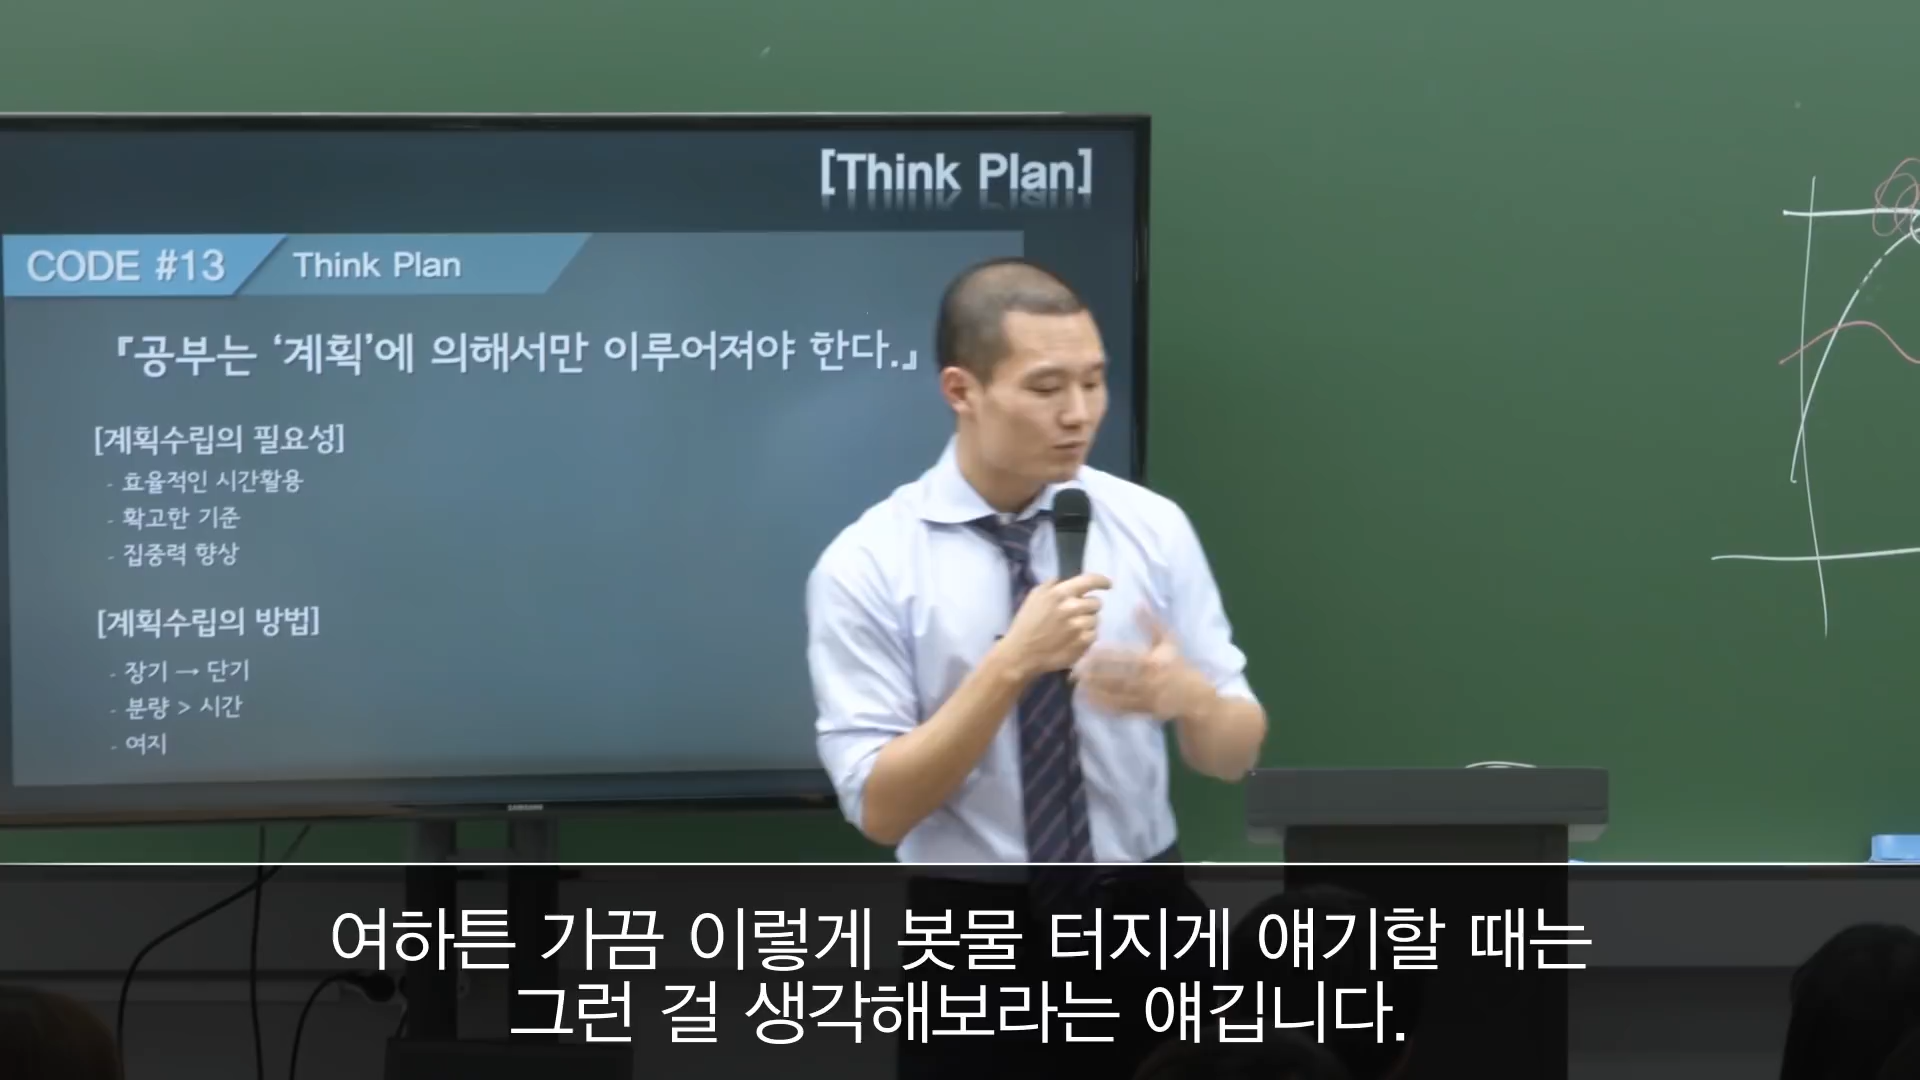 [Think Plan]
CODE #13 Think Plan
『공부는 ‘계획’에 의해서만 이루어져야 한다.』
[계획수립의 필요성]
- 효율적인 시간활용
- 확고한 기준
- 집중력 향상
[계획수립의 방법]
- 장기 → 단기
- 분량 > 시간
- 여지
SAMSUNG
여하튼 가끔 이렇게 봇물 터지게 얘기할 때는
그런 걸 생각해보라는 얘깁니다.